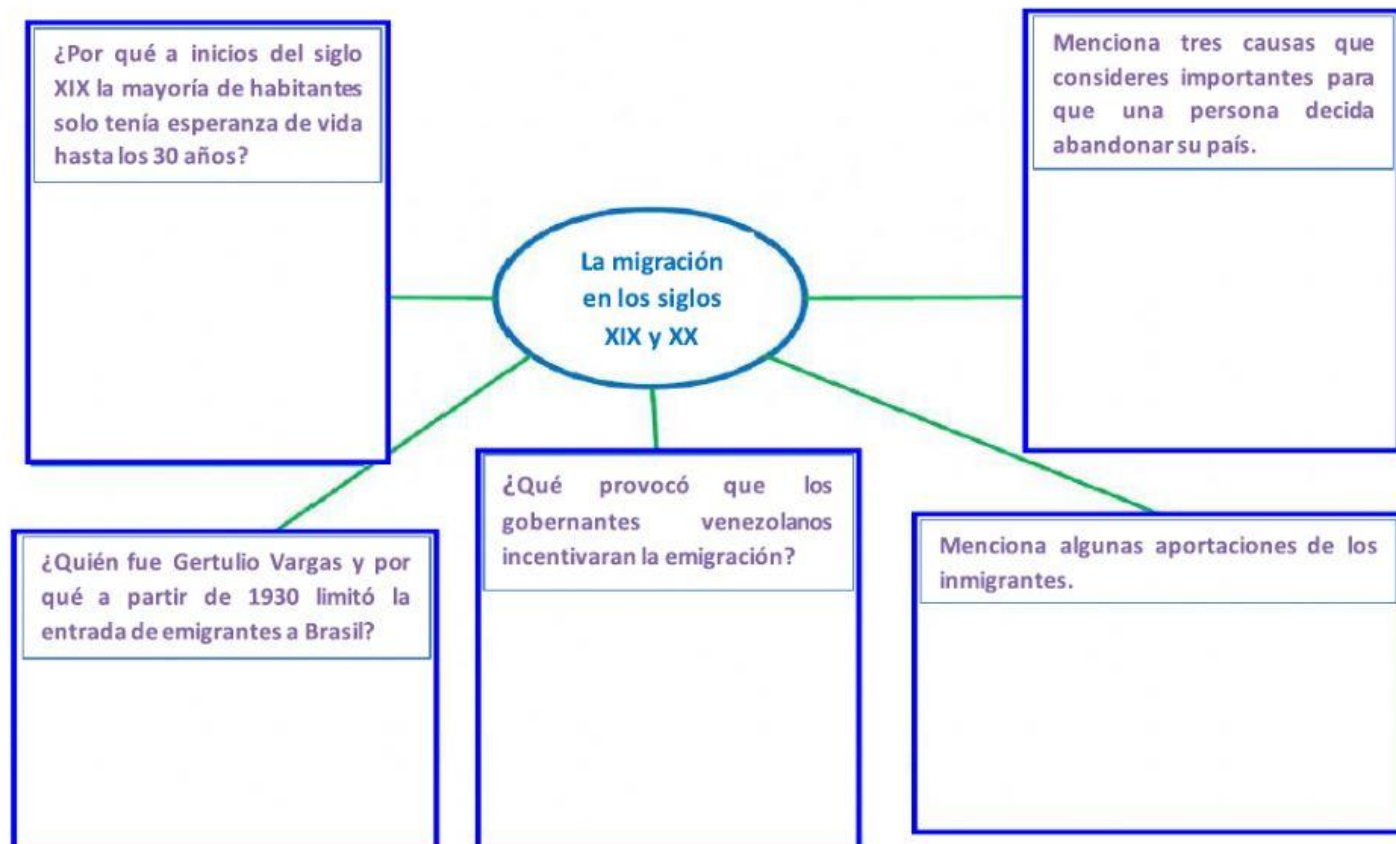 ¿Por qué a inicios del siglo
XIX la mayoría de habitantes
solo tenía esperanza de vida
hasta los 30 años?
Menciona tres causas que
consideres importantes para
que una persona decida
abandonar su país.
La migración
en los siglos
XIX y XX
¿Quién fue Gertulio Vargas y por
qué a partir de 1930 limitó la
entrada de emigrantes a Brasil?
¿Qué provocó que los
gobernantes venezolanos
incentivaran la emigración?
Menciona algunas aportaciones de los
inmigrantes.